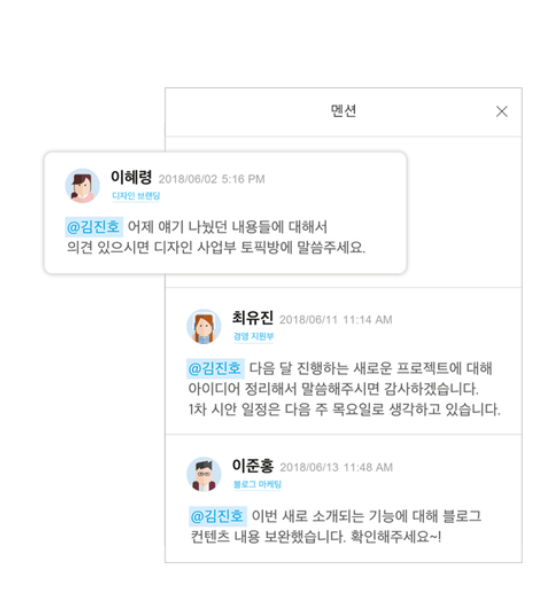 멘션
이혜령 2018/06/02 5:16 PM
디자인 브랜딩
@김진호 어제 얘기 나눴던 내용들에 대해서
의견 있으시면 디자인 사업부 토픽방에 말씀주세요.
최유진 2018/06/11 11:14 AM
경영 지원부
@김진호 다음 달 진행하는 새로운 프로젝트에 대해
아이디어 정리해서 말씀해주시면 감사하겠습니다.
1차 시안 일정은 다음 주 목요일로 생각하고 있습니다.
이준홍 2018/06/13 11:48 AM
블로그 마케팅
@김진호 이번 새로 소개되는 기능에 대해 블로그
컨텐츠 내용 보완했습니다. 확인해주세요~!